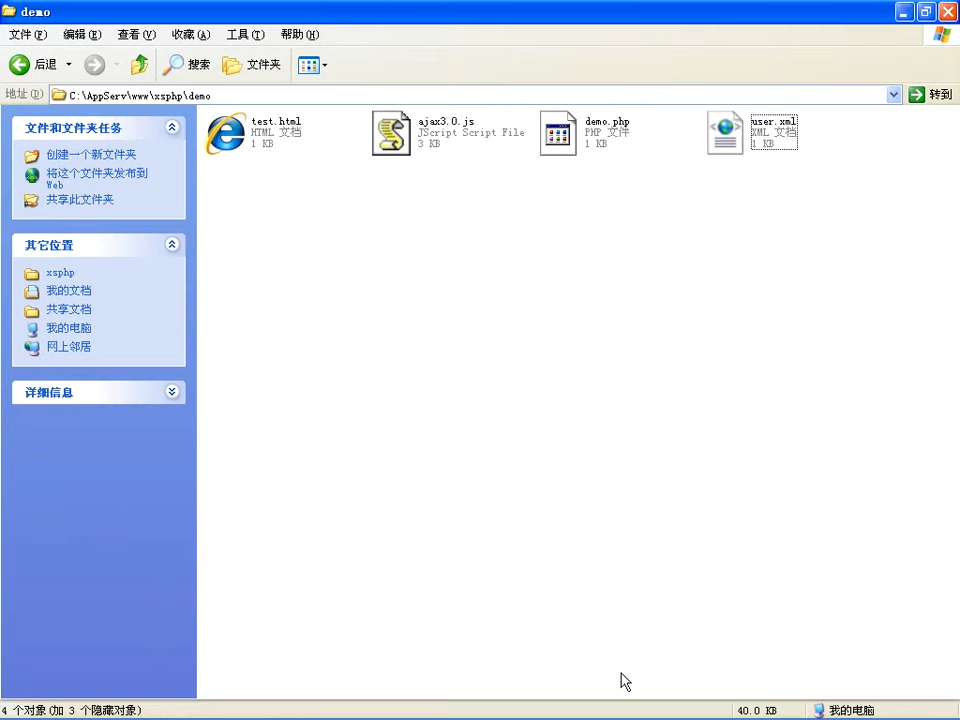 demo
文件(F) 编辑(E) 查看(V) 收藏(A) 工具(T) 帮助(H)
后退 搜索 文件夹
地址(D) C:\AppServ\www\xsphp\demo 转到
文件和文件夹任务
创建一个新文件夹
将这个文件夹发布到
Web
共享此文件夹
其它位置
xsphp
我的文档
共享文档
我的电脑
网上邻居
详细信息
test.html
HTML 文档
1 KB
ajax3.0.js
JScript Script File
3 KB
demo.php
PHP 文件
1 KB
user.xml
XML 文档
1 KB
4 个对象(加 3 个隐藏对象) 40.0 KB 我的电脑